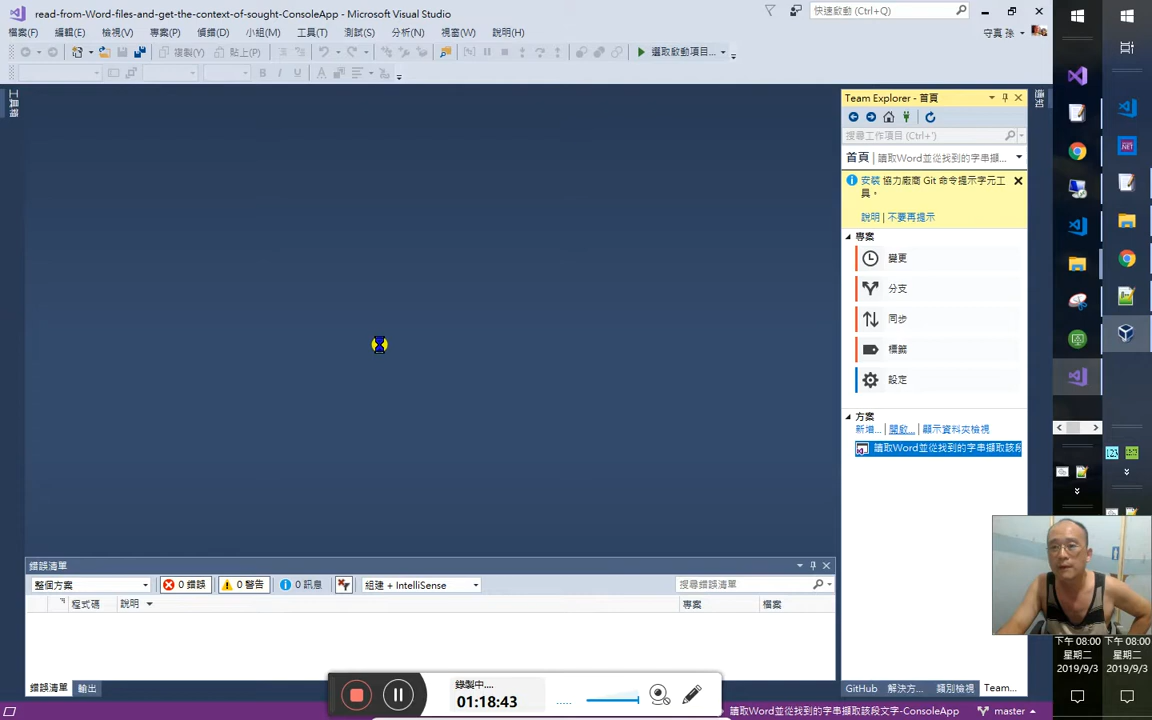 read-from-Word-files-and-get-the-context-of-sought-ConsoleApp - Microsoft Visual Studio
快速啟動 (Ctrl+Q)
檔案(F) 編輯(E) 檢視(V) 專案(P) 偵錯(D) 小組(M) 工具(T) 測試(S) 分析(N) 視窗(W) 說明(H)
守真 孫
複製(Y) 貼上(P) 選取啟動項目...
工具箱
通知
Team Explorer - 首頁
搜尋工作項目 (Ctrl+')
首頁 | 讀取Word並從找到的字串擷...
安裝 協力廠商 Git 命令提示字元工
具。
說明 | 不要再提示
專案
變更
分支
同步
標籤
設定
方案
新增... | 開啟... | 顯示資料夾檢視
讀取Word並從找到的字串擷取該段
錯誤清單
整個方案 0 錯誤 0 警告 0 訊息 組建 + IntelliSense 搜尋錯誤清單
程式碼 說明 專案 檔案
錯誤清單 輸出
GitHub 解決方... 類別檢視 Team...
錄製中....
01:18:43
讀取Word並從找到的字串擷取該段文字-ConsoleApp master
下午 08:00 下午 08:00
星期二 星期二
2019/9/3 2019/9/3